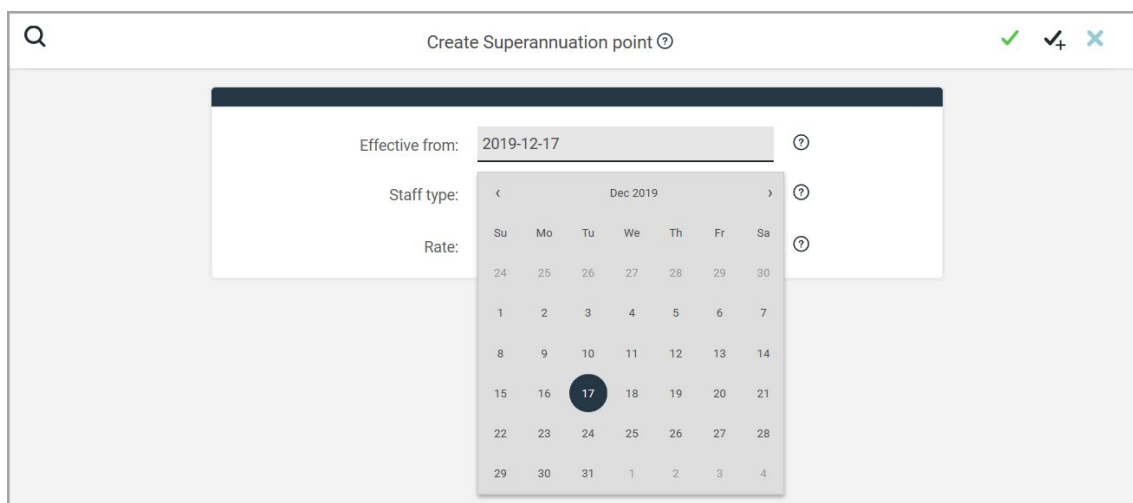 Create Superannuation point
Effective from: 2019-12-17
Staff type:
Rate:
‹ Dec 2019 ›
Su Mo Tu We Th Fr Sa
24 25 26 27 28 29 30
1 2 3 4 5 6 7
8 9 10 11 12 13 14
15 16 17 18 19 20 21
22 23 24 25 26 27 28
29 30 31 1 2 3 4